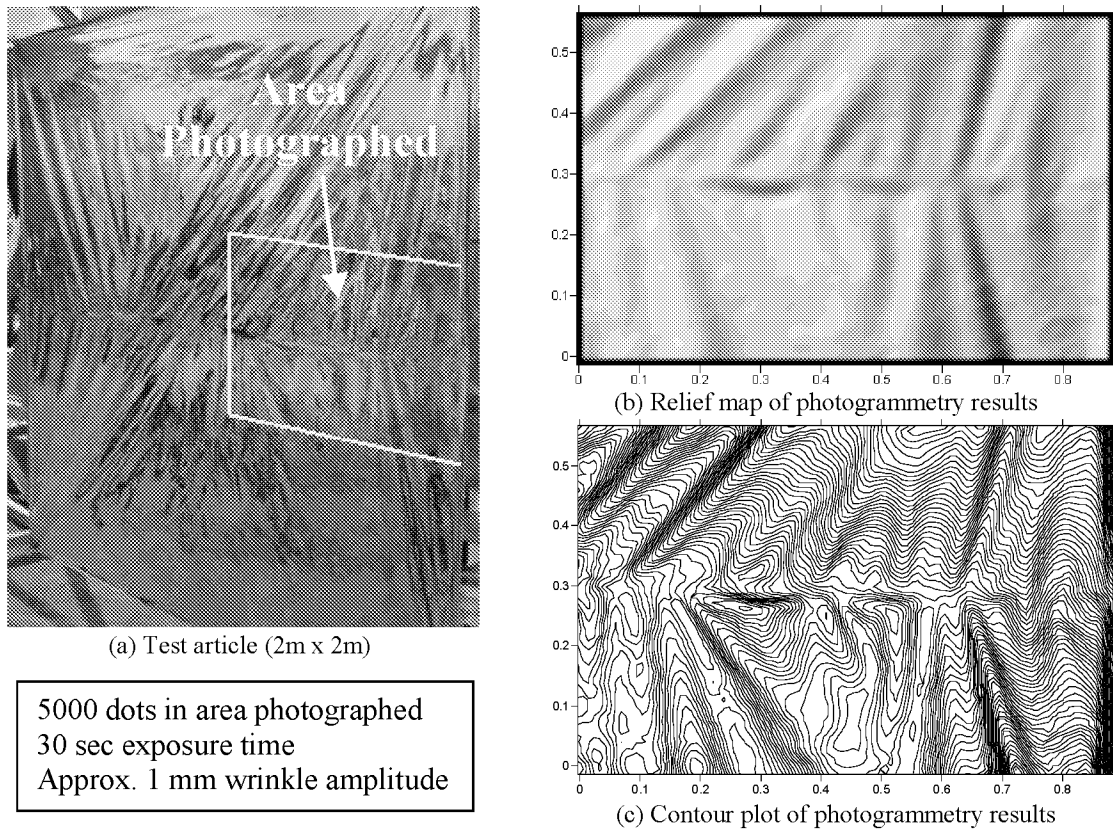 Area
Photographed
(a) Test article (2m x 2m)
5000 dots in area photographed
30 sec exposure time
Approx. 1 mm wrinkle amplitude
0.5
0.4
0.3
0.2
0.1
0
0 0.1 0.2 0.3 0.4 0.5 0.6 0.7 0.8
(b) Relief map of photogrammetry results
0.5
0.4
0.3
0.2
0.1
0
0 0.1 0.2 0.3 0.4 0.5 0.6 0.7 0.8
(c) Contour plot of photogrammetry results